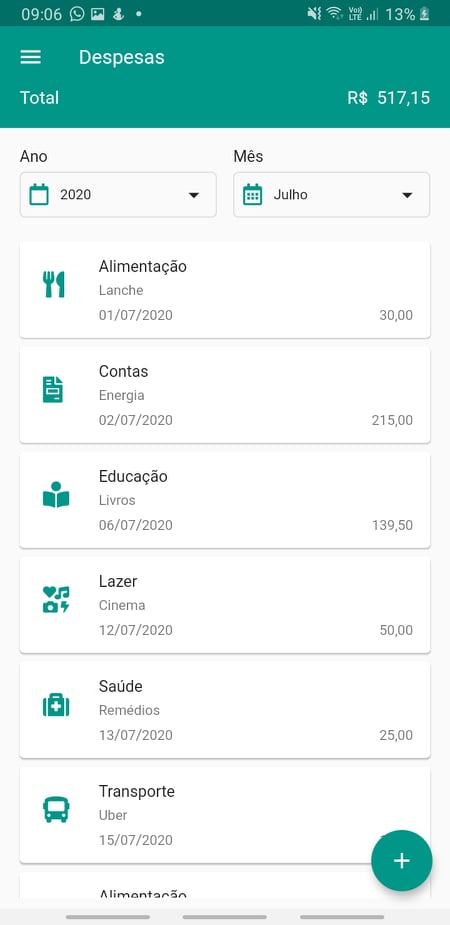 09:06 13%
Despesas
Total R$ 517,15
Ano Mês
2020 Julho
Alimentação
Lanche
01/07/2020 30,00
Contas
Energia
02/07/2020 215,00
Educação
Livros
06/07/2020 139,50
Lazer
Cinema
12/07/2020 50,00
Saúde
Remédios
13/07/2020 25,00
Transporte
Uber
15/07/2020
Alimentação